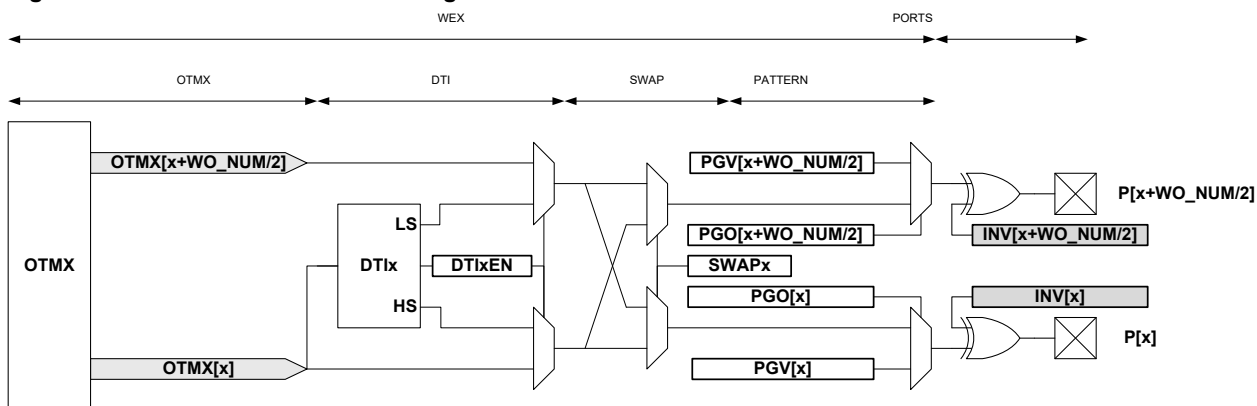 WEX PORTS
OTMX DTI SWAP PATTERN
OTMX[x+WO_NUM/2] PGV[x+WO_NUM/2]
P[x+WO_NUM/2]
LS PGO[x+WO_NUM/2] INV[x+WO_NUM/2]
OTMX DTIx DTIxEN SWAPx
HS PGO[x] INV[x]
P[x]
OTMX[x] PGV[x]